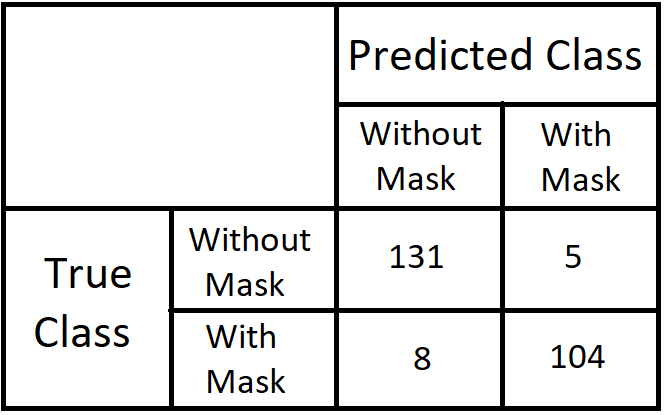 Predicted Class
Without With
Mask Mask
True Without 131 5
Class Mask
With 8 104
Mask